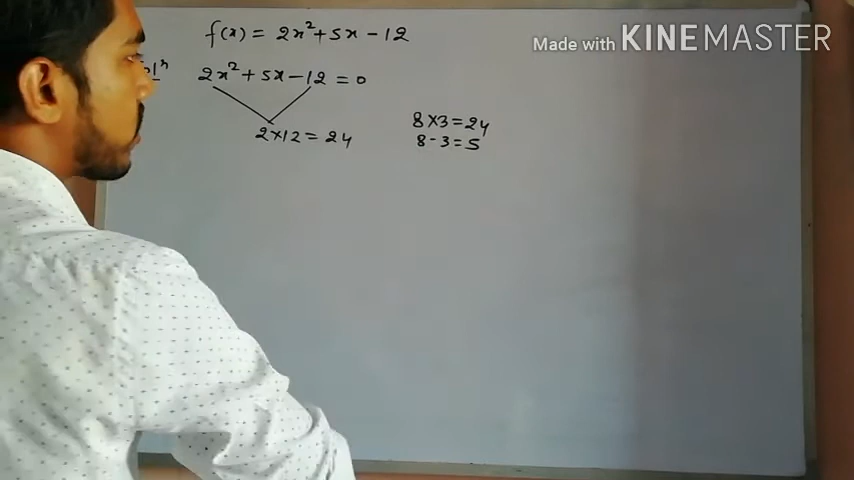 f(x) = 2x²+5x-12
Made with KINEMASTER
2x²+5x-12=0
8×3=24
2×12=24
8-3=5